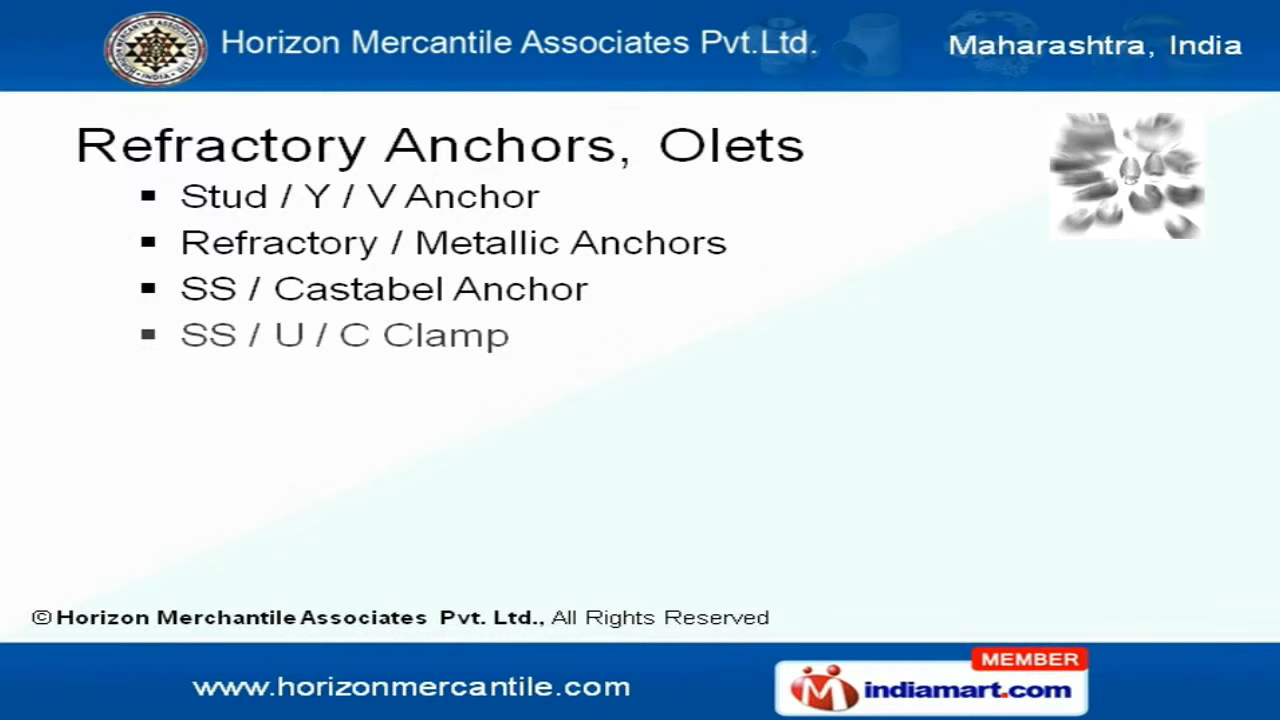 Horizon Mercantile Associates Pvt.Ltd.
Maharashtra, India
Refractory Anchors, Olets
▪ Stud / Y / V Anchor
▪ Refractory / Metallic Anchors
▪ SS / Castabel Anchor
▪ SS / U / C Clamp
© Horizon Merchantile Associates Pvt. Ltd., All Rights Reserved
www.horizonmercantile.com
MEMBER
indiamart.com